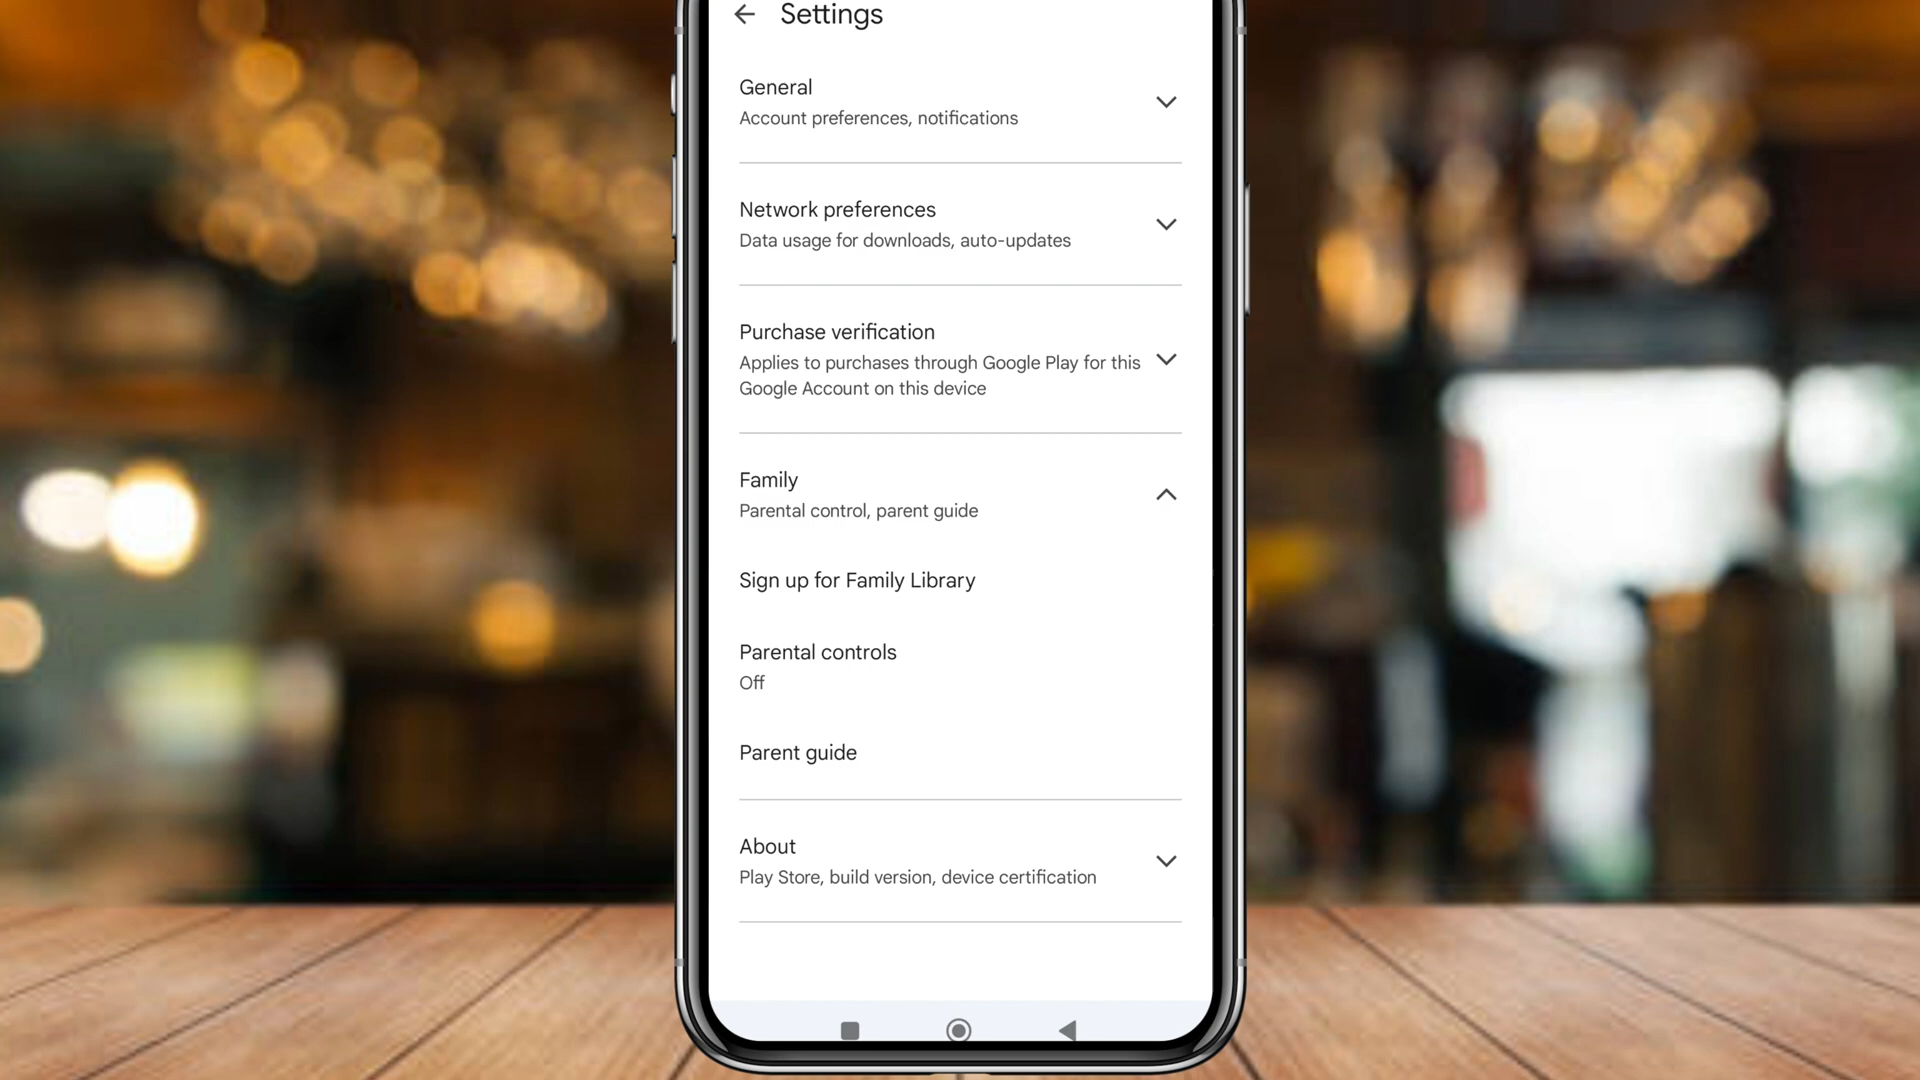 Settings
General
Account preferences, notifications
Network preferences
Data usage for downloads, auto-updates
Purchase verification
Applies to purchases through Google Play for this
Google Account on this device
Family
Parental control, parent guide
Sign up for Family Library
Parental controls
Off
Parent guide
About
Play Store, build version, device certification